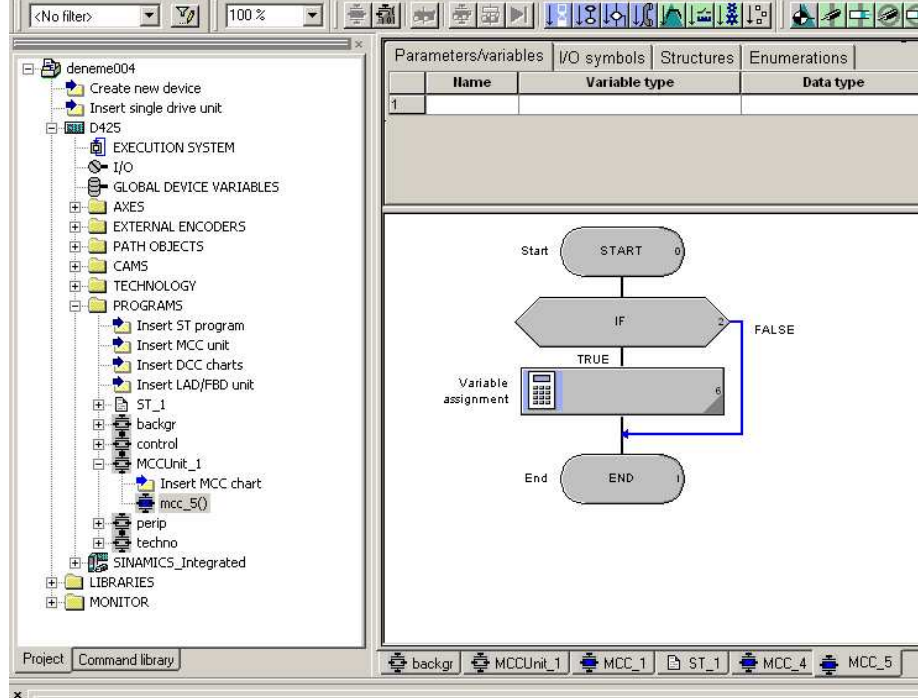 <No filter>
100 %
deneme004
Create new device
Insert single drive unit
D425
EXECUTION SYSTEM
I/O
GLOBAL DEVICE VARIABLES
AXES
EXTERNAL ENCODERS
PATH OBJECTS
CAMS
TECHNOLOGY
PROGRAMS
Insert ST program
Insert MCC unit
Insert DCC charts
Insert LAD/FBD unit
ST_1
backgr
control
MCCUnit_1
Insert MCC chart
mcc_5()
perip
techno
SINAMICS_Integrated
LIBRARIES
MONITOR
Project Command library
Parameters/variables I/O symbols Structures Enumerations
Name Variable type Data type
1
Start START 0
IF 2
FALSE
TRUE
Variable
assignment
6
End END 1
backgr MCCUnit_1 MCC_1 ST_1 MCC_4 MCC_5